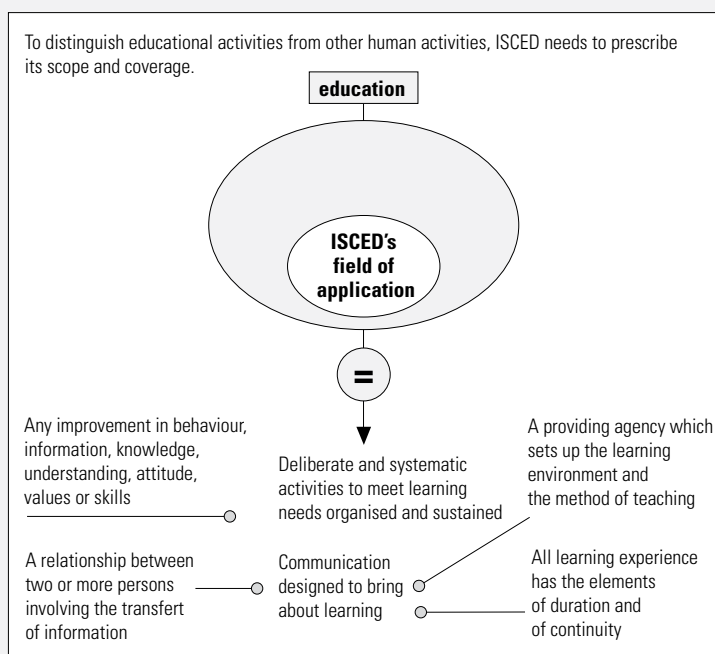 To distinguish educational activities from other human activities, ISCED needs to prescribe
its scope and coverage.
education
ISCED's
field of
application
=
Any improvement in behaviour,
information, knowledge,
understanding, attitude,
values or skills
Deliberate and systematic
activities to meet learning
needs organised and sustained
A providing agency which
sets up the learning
environment and
the method of teaching
A relationship between
two or more persons
involving the transfert
of information
Communication
designed to bring
about learning
All learning experience
has the elements
of duration and
of continuity